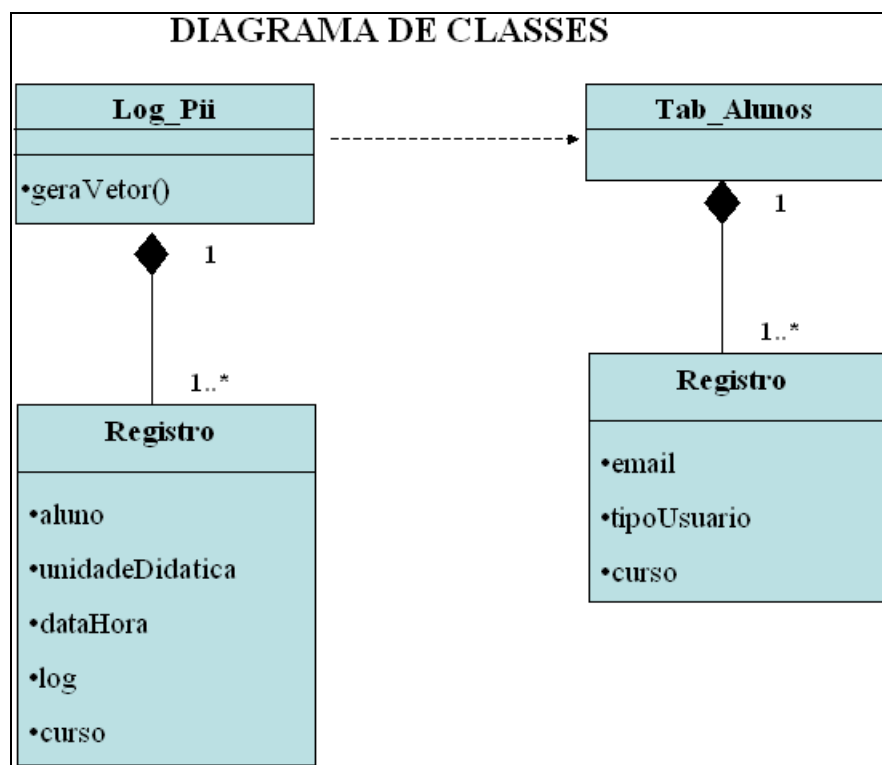 DIAGRAMA DE CLASSES
Log_Pii
•geraVetor()
1
1..*
Registro
•aluno
•unidadeDidatica
•dataHora
•log
•curso
Tab_Alunos
1
1..*
Registro
•email
•tipoUsuario
•curso